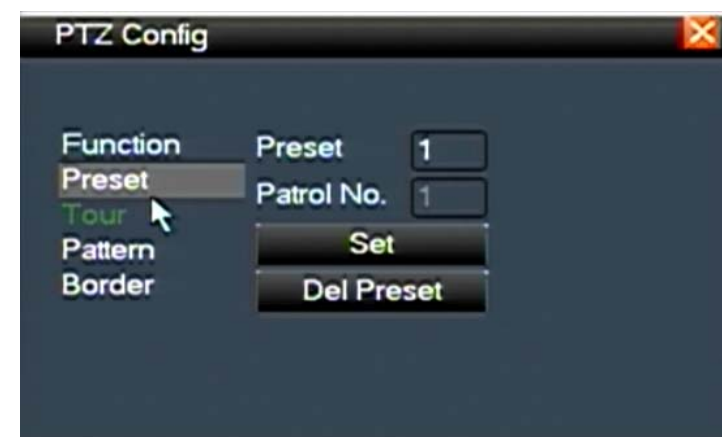 PTZ Config
Function
Preset
Tour
Pattern
Border
Preset 1
Patrol No. 1
Set
Del Preset